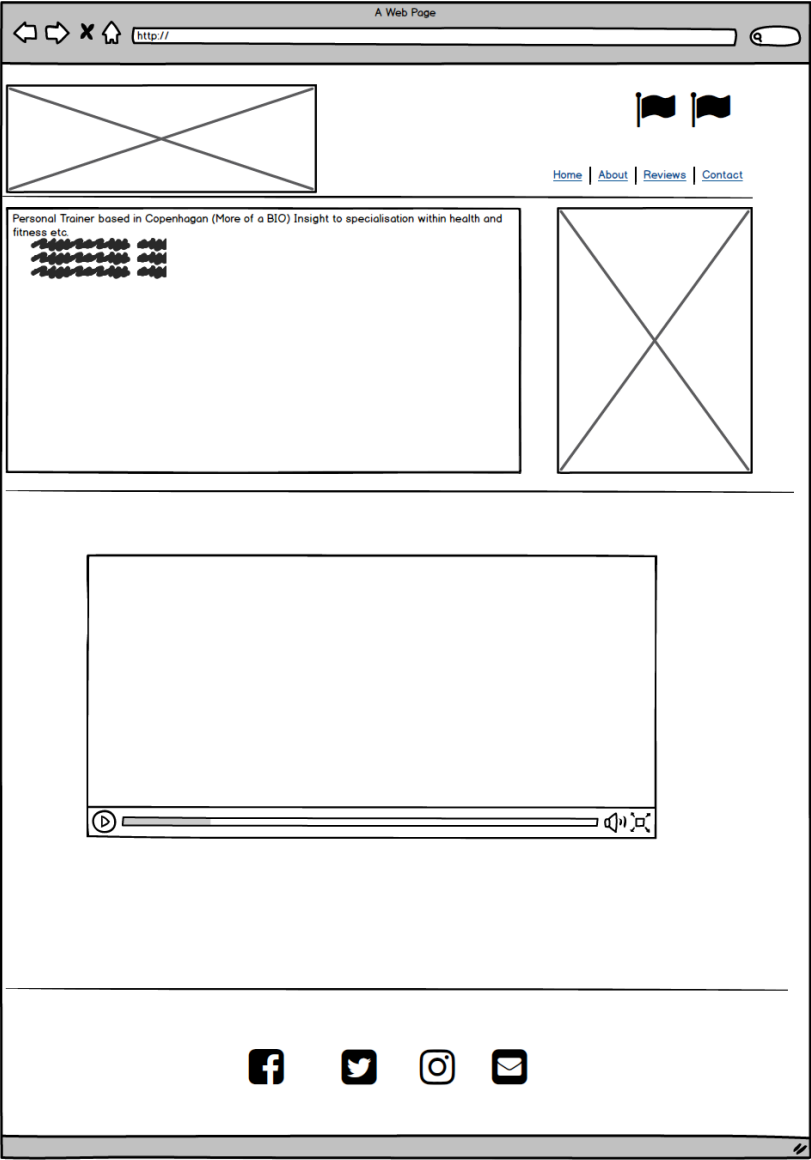 A Web Page
http://
Home | About | Reviews | Contact
Personal Trainer based in Copenhagan (More of a BIO) Insight to specialisation within health and
fitness etc.